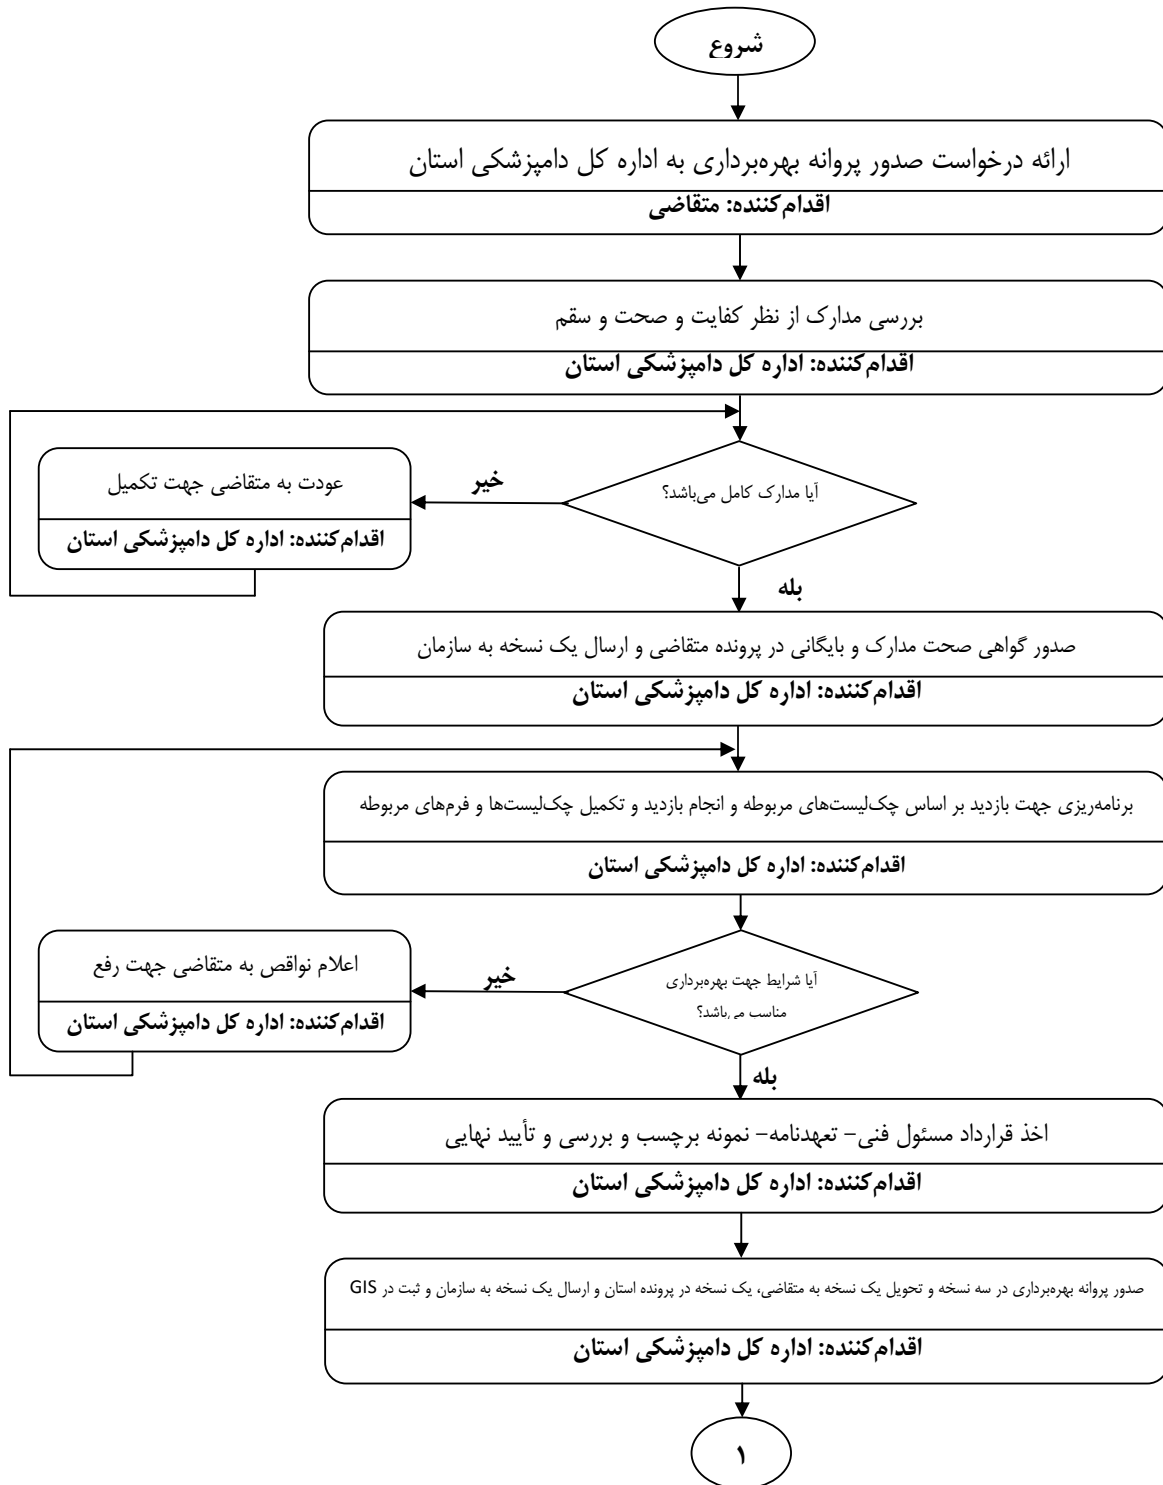 شروع
ارائه درخواست صدور پروانه بهره‌برداری به اداره کل دامپزشکی استان
اقدام‌کننده: متقاضی
بررسی مدارک از نظر کفایت و صحت و سقم
اقدام‌کننده: اداره کل دامپزشکی استان
آیا مدارک کامل می‌باشد؟
خیر
عودت به متقاضی جهت تکمیل
اقدام‌کننده: اداره کل دامپزشکی استان
بله
صدور گواهی صحت مدارک و بایگانی در پرونده متقاضی و ارسال یک نسخه به سازمان
اقدام‌کننده: اداره کل دامپزشکی استان
برنامه‌ریزی جهت بازدید بر اساس چک‌لیست‌های مربوطه و انجام بازدید و تکمیل چک‌لیست‌ها و فرم‌های مربوطه
اقدام‌کننده: اداره کل دامپزشکی استان
آیا شرایط جهت بهره‌برداری
مناسب می‌باشد؟
خیر
اعلام نواقص به متقاضی جهت رفع
اقدام‌کننده: اداره کل دامپزشکی استان
بله
اخذ قرارداد مسئول فنی– تعهدنامه– نمونه برچسب و بررسی و تأیید نهایی
اقدام‌کننده: اداره کل دامپزشکی استان
صدور پروانه بهره‌برداری در سه نسخه و تحویل یک نسخه به متقاضی، یک نسخه در پرونده استان و ارسال یک نسخه به سازمان و ثبت در GIS
اقدام‌کننده: اداره کل دامپزشکی استان
۱